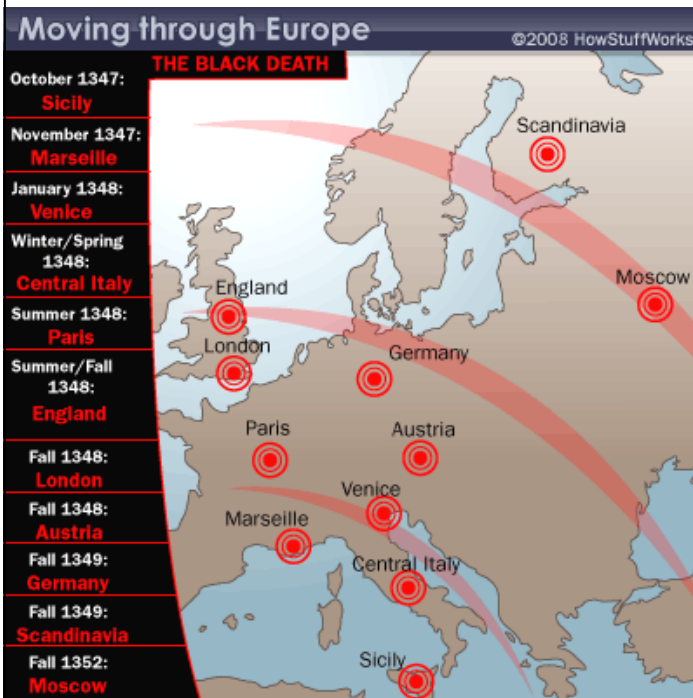 Moving through Europe
©2008 HowStuffWorks
THE BLACK DEATH
October 1347:
Sicily
November 1347:
Marseille
January 1348:
Venice
Winter/Spring
1348:
Central Italy
Summer 1348:
Paris
Summer/Fall
1348:
England
Fall 1348:
London
Fall 1348:
Austria
Fall 1349:
Germany
Fall 1349:
Scandinavia
Fall 1352:
Moscow
Scandinavia
Moscow
England
London
Germany
Paris
Austria
Venice
Marseille
Central Italy
Sicily